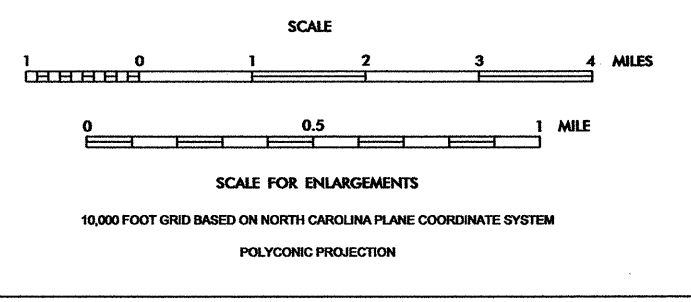 SCALE
1 0 1 2 3 4 MILES
0 0.5 1 MILE
SCALE FOR ENLARGEMENTS
10,000 FOOT GRID BASED ON NORTH CAROLINA PLANE COORDINATE SYSTEM
POLYCONIC PROJECTION